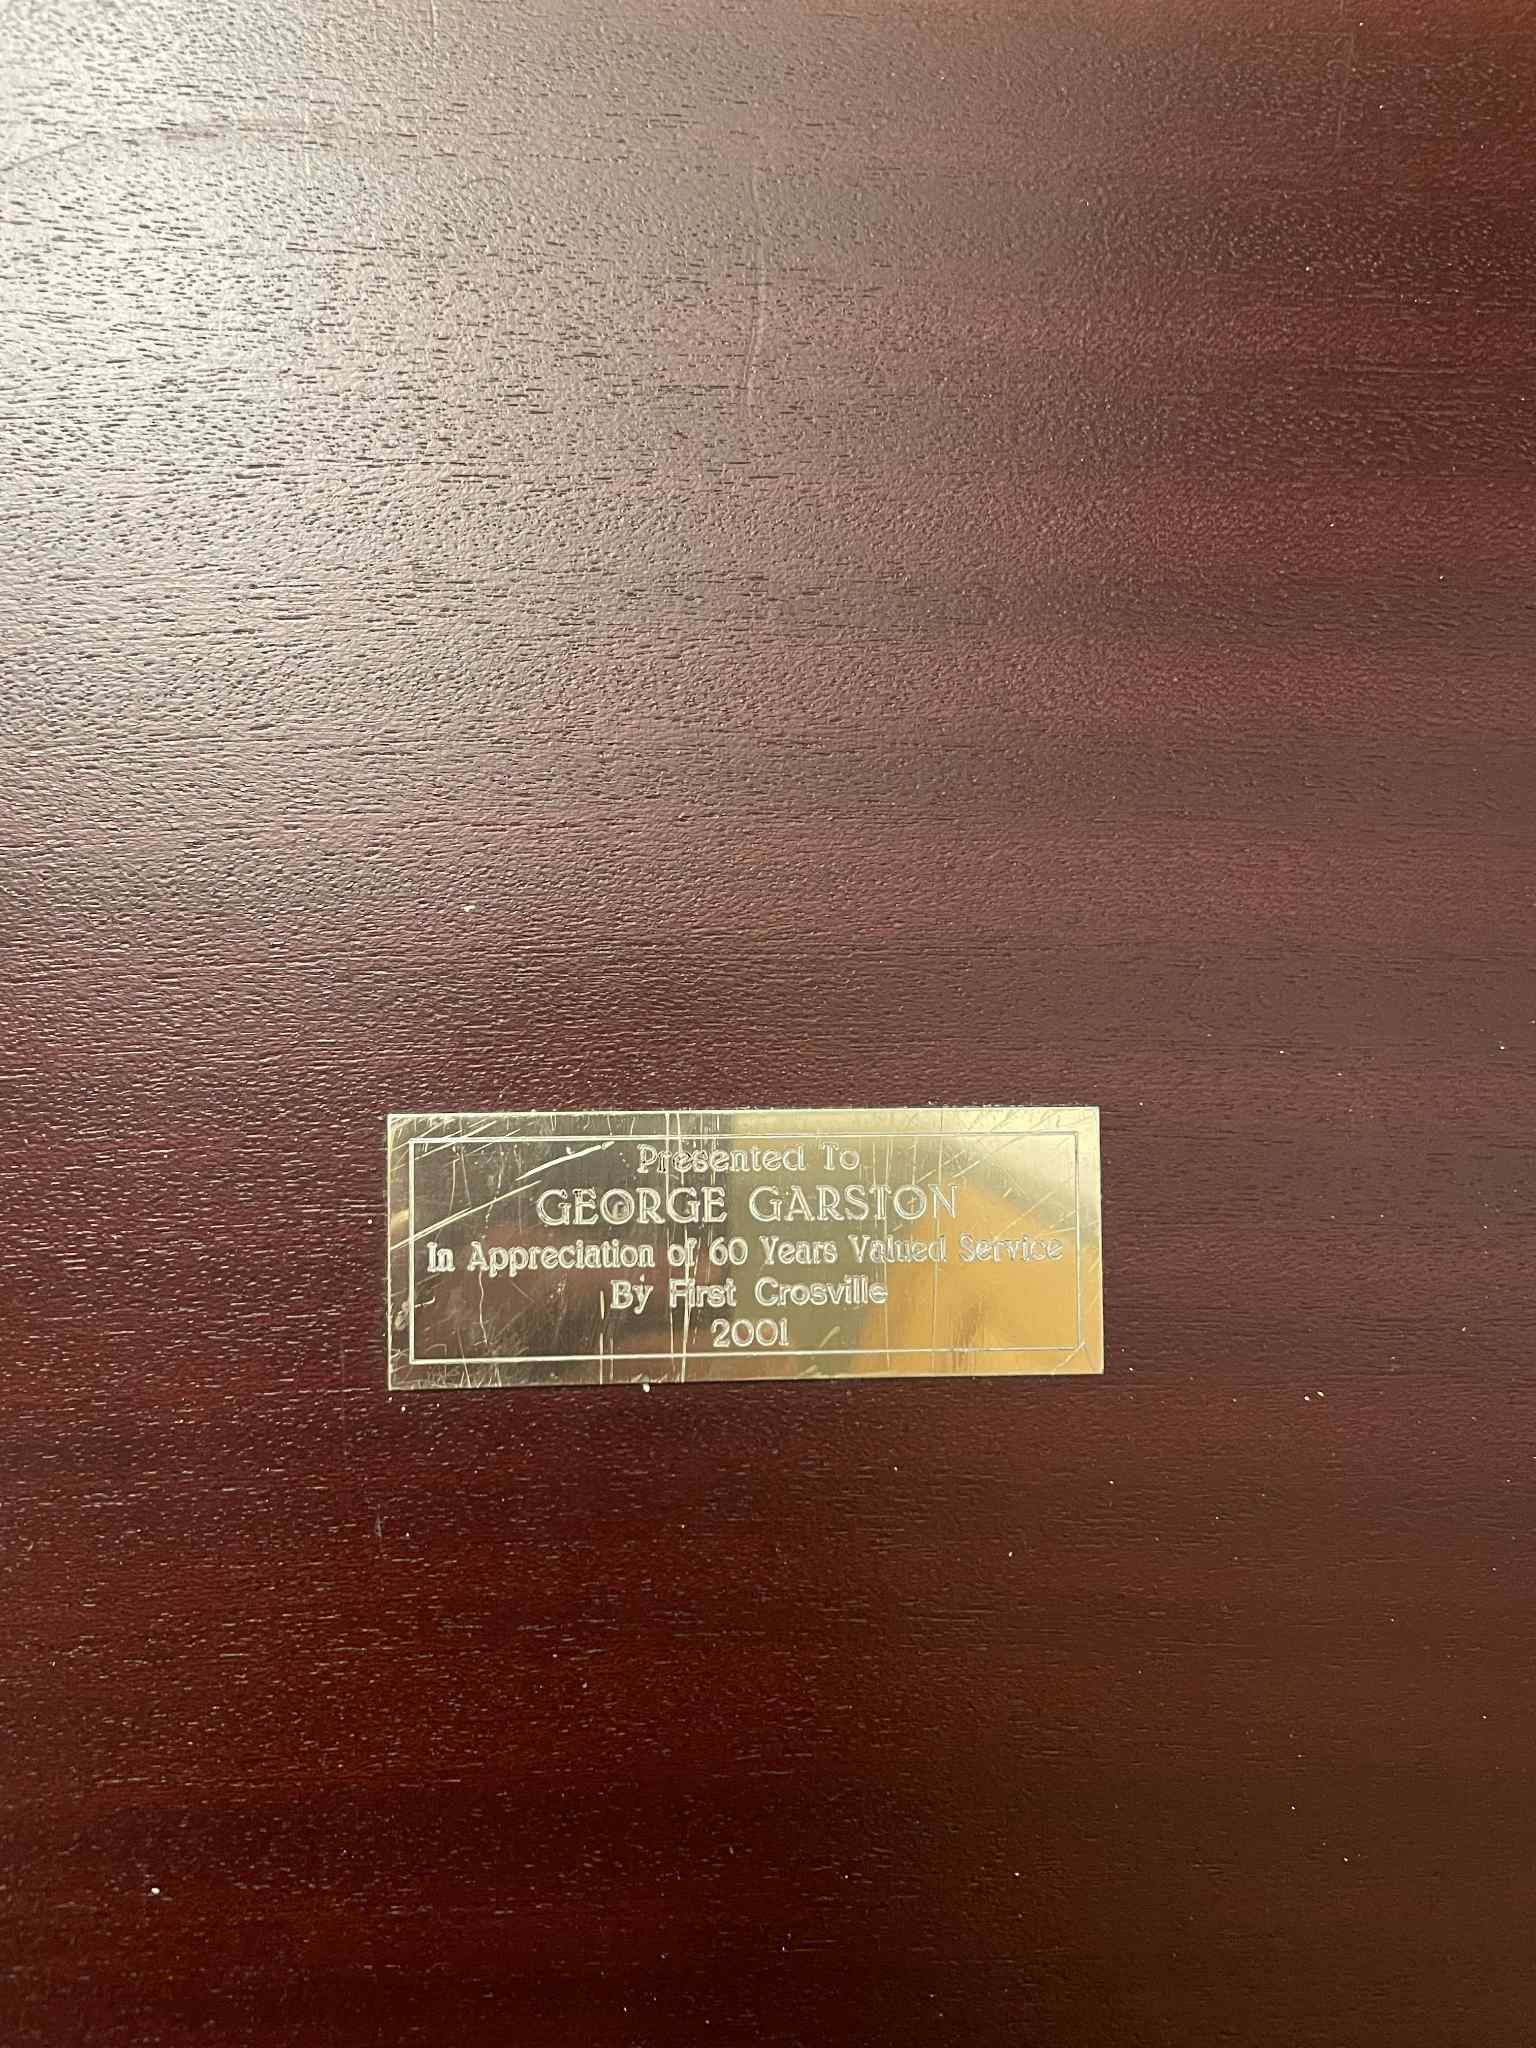 Presented To
GEORGE GARSTON
In Appreciation of 60 Years Valued Service
By First Crosville
2001